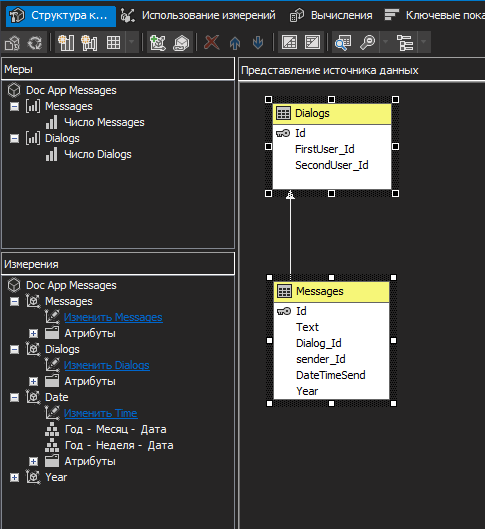 Структура к...
Использование измерений
Вычисления
Ключевые пока
Меры
Doc App Messages
Messages
Число Messages
Dialogs
Число Dialogs
Измерения
Doc App Messages
Messages
Изменить Messages
Атрибуты
Dialogs
Изменить Dialogs
Атрибуты
Date
Изменить Time
Год - Месяц - Дата
Год - Неделя - Дата
Атрибуты
Year
Представление источника данных
Dialogs
Id
FirstUser_Id
SecondUser_Id
Messages
Id
Text
Dialog_Id
sender_Id
DateTimeSend
Year